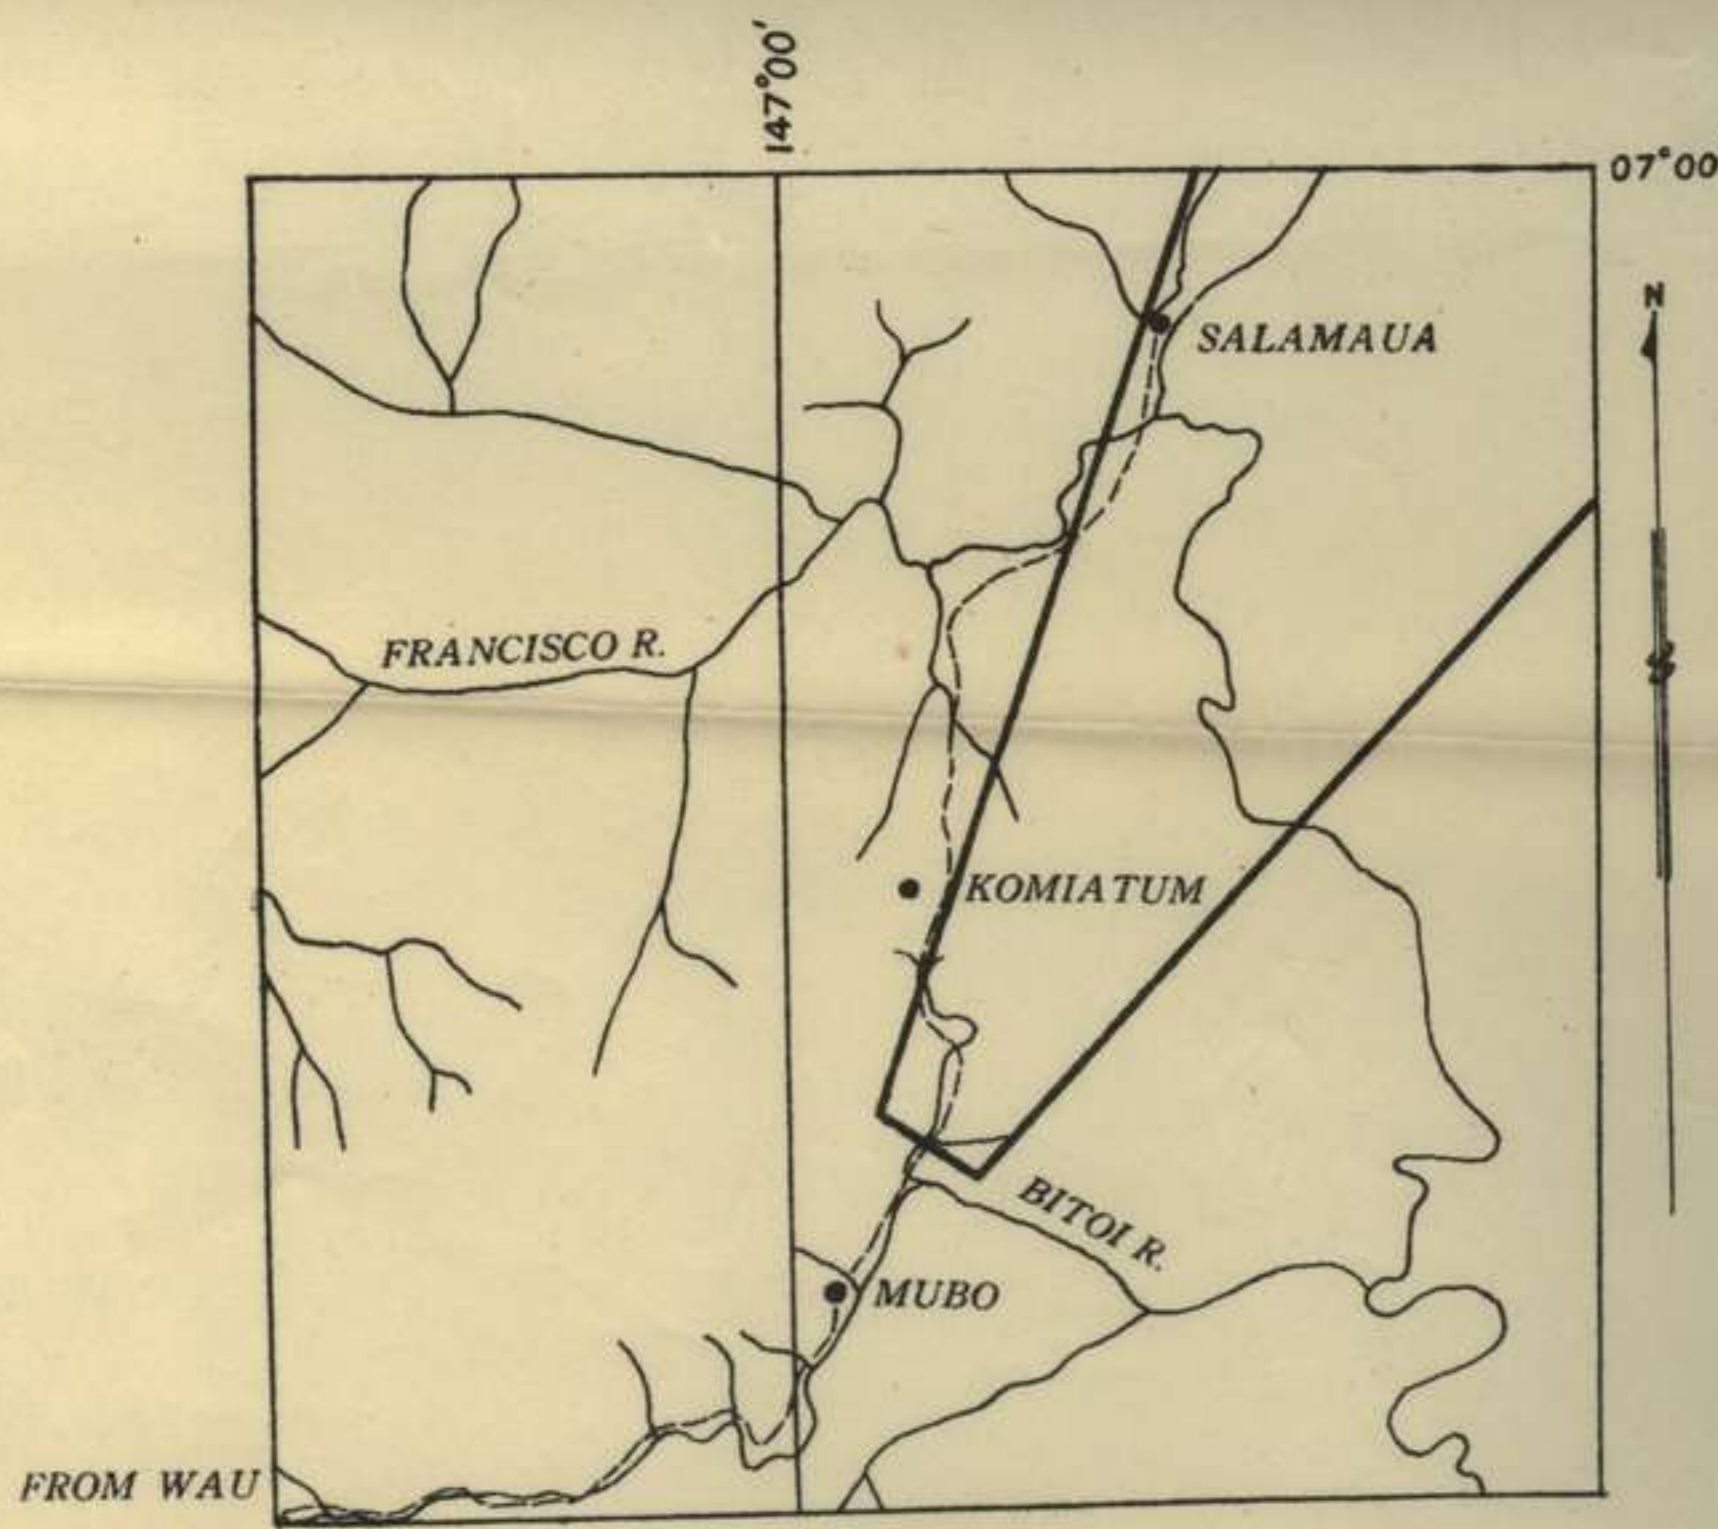 147°00'
07°00
N
SALAMAUA
FRANCISCO R.
KOMIATUM
BITOI R.
MUBO
FROM WAU